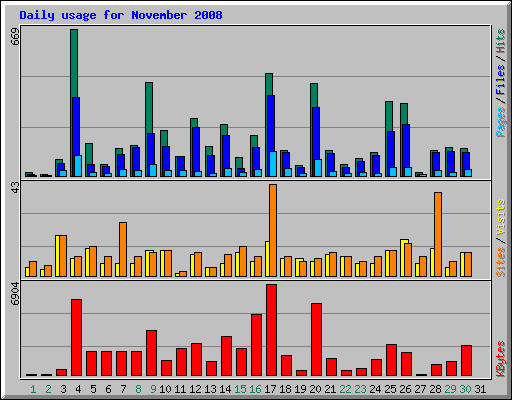 Daily usage for November 2008
669
Pages / Files / Hits
43
Sites / Visits
6904
KBytes
1 2 3 4 5 6 7 8 9 10 11 12 13 14 15 16 17 18 19 20 21 22 23 24 25 26 27 28 29 30 31